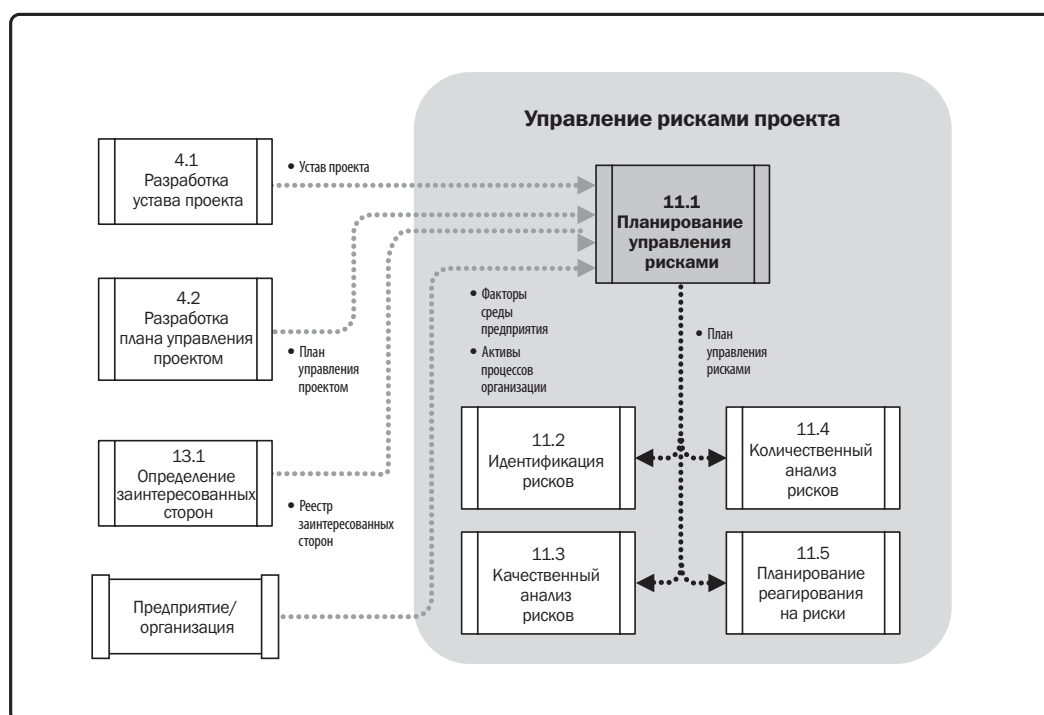 Управление рисками проекта
4.1
Разработка
устава проекта
• Устав проекта
11.1
Планирование
управления
рисками
4.2
Разработка
плана управления
проектом
• План
управления
проектом
• Факторы
среды
предприятия
• Активы
процессов
организации
• План
управления
рисками
13.1
Определение
заинтересованных
сторон
• Реестр
заинтересованных
сторон
11.2
Идентификация
рисков
11.4
Количественный
анализ
рисков
11.3
Качественный
анализ
рисков
11.5
Планирование
реагирования
на риски
Предприятие/
организация